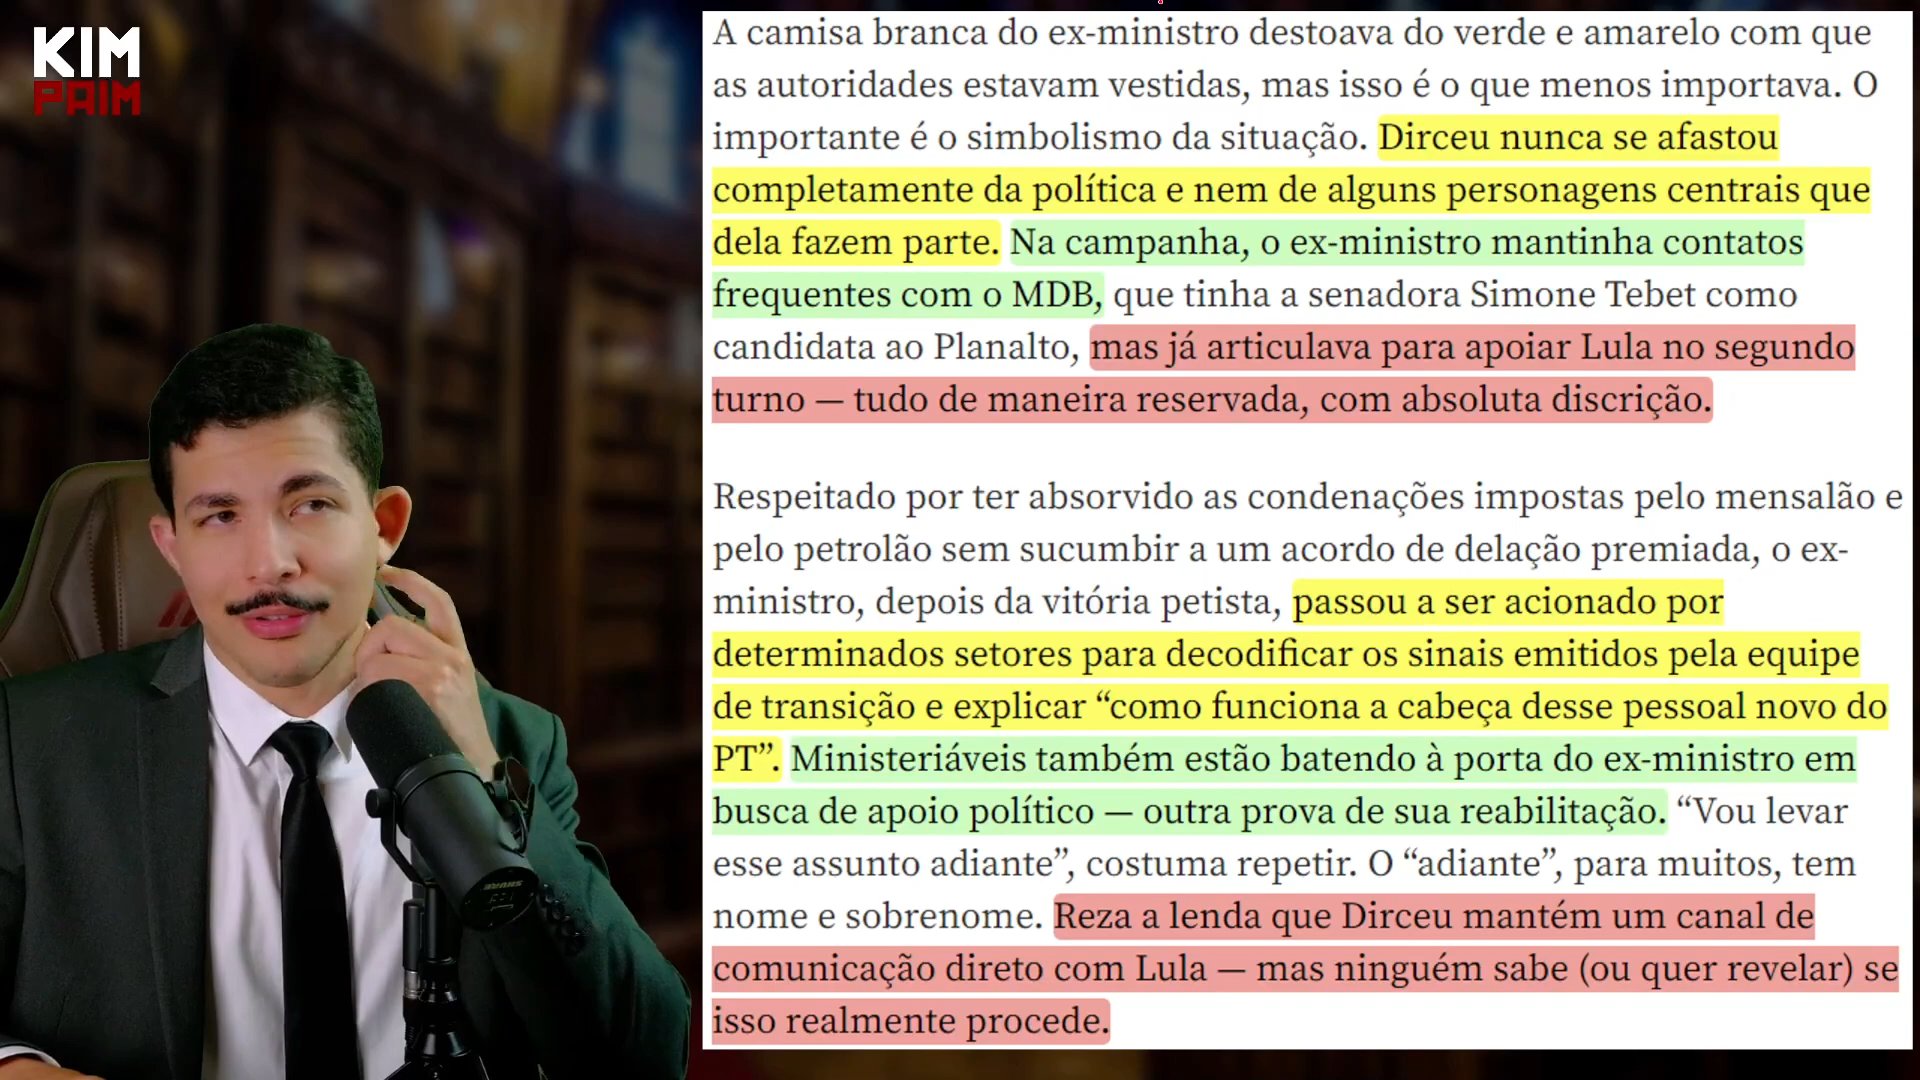 KIM
PAIM
A camisa branca do ex-ministro destoava do verde e amarelo com que
as autoridades estavam vestidas, mas isso é o que menos importava. O
importante é o simbolismo da situação. Dirceu nunca se afastou
completamente da política e nem de alguns personagens centrais que
dela fazem parte. Na campanha, o ex-ministro mantinha contatos
frequentes com o MDB, que tinha a senadora Simone Tebet como
candidata ao Planalto, mas já articulava para apoiar Lula no segundo
turno — tudo de maneira reservada, com absoluta discrição.
Respeitado por ter absorvido as condenações impostas pelo mensalão e
pelo petrolão sem sucumbir a um acordo de delação premiada, o ex-
ministro, depois da vitória petista, passou a ser acionado por
determinados setores para decodificar os sinais emitidos pela equipe
de transição e explicar “como funciona a cabeça desse pessoal novo do
PT”. Ministeriáveis também estão batendo à porta do ex-ministro em
busca de apoio político — outra prova de sua reabilitação. “Vou levar
esse assunto adiante”, costuma repetir. O “adiante”, para muitos, tem
nome e sobrenome. Reza a lenda que Dirceu mantém um canal de
comunicação direto com Lula — mas ninguém sabe (ou quer revelar) se
isso realmente procede.